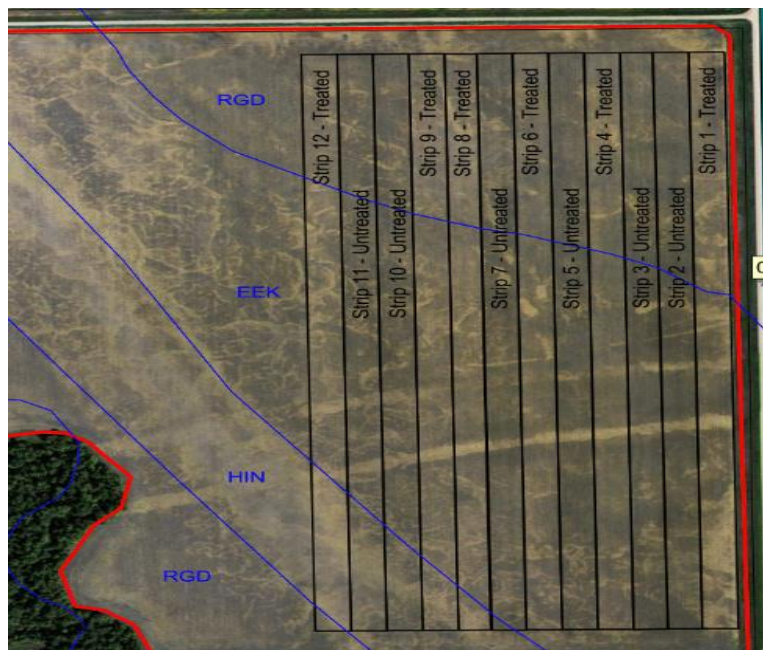 RGD
EEK
HIN
RGD
Strip 12 - Treated
Strip 11 - Untreated
Strip 10 - Untreated
Strip 9 - Treated
Strip 8 - Treated
Strip 7 - Untreated
Strip 6 - Treated
Strip 5 - Untreated
Strip 4 - Treated
Strip 3 - Untreated
Strip 2 - Untreated
Strip 1 - Treated